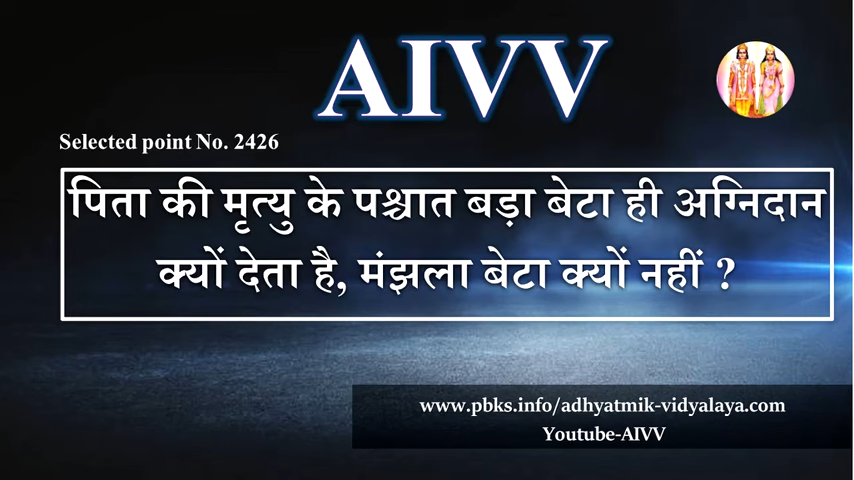 AIVV
Selected point No. 2426
पिता की मृत्यु के पश्चात बड़ा बेटा ही अग्निदान
क्यों देता है, मंझला बेटा क्यों नहीं ?
www.pbks.info/adhyatmik-vidyalaya.com
Youtube-AIVV